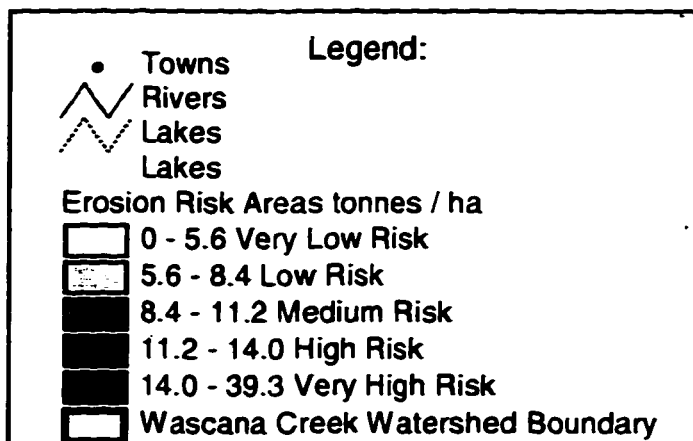 Legend:
Towns
Rivers
Lakes
Lakes
Erosion Risk Areas tonnes / ha
0 - 5.6 Very Low Risk
5.6 - 8.4 Low Risk
8.4 - 11.2 Medium Risk
11.2 - 14.0 High Risk
14.0 - 39.3 Very High Risk
Wascana Creek Watershed Boundary